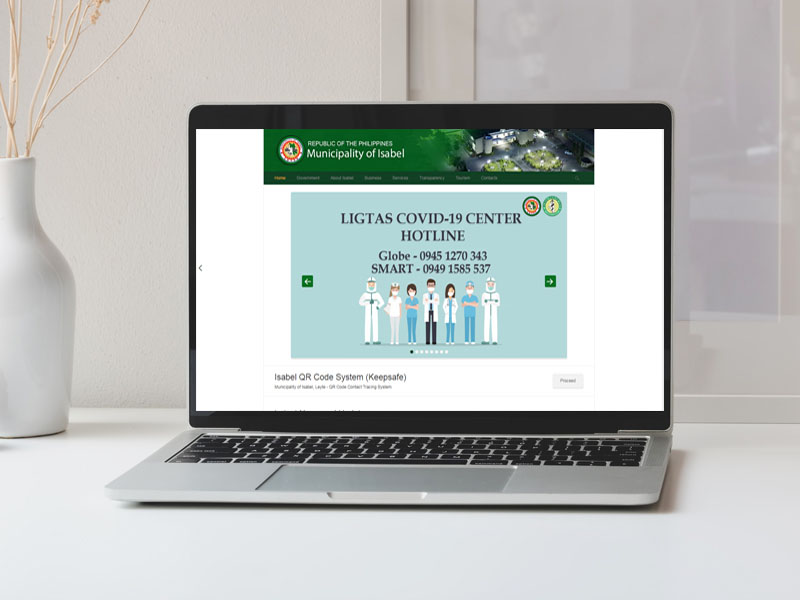 REPUBLIC OF THE PHILIPPINES
Municipality of Isabel
Home Government About Isabel Business Services Transparency Tourism Contacts
LIGTAS COVID-19 CENTER
HOTLINE
Globe - 0945 1270 343
SMART - 0949 1585 537
Isabel QR Code System (Keepsafe)
Municipality of Isabel, Leyte - QR Code Contact Tracing System
Proceed